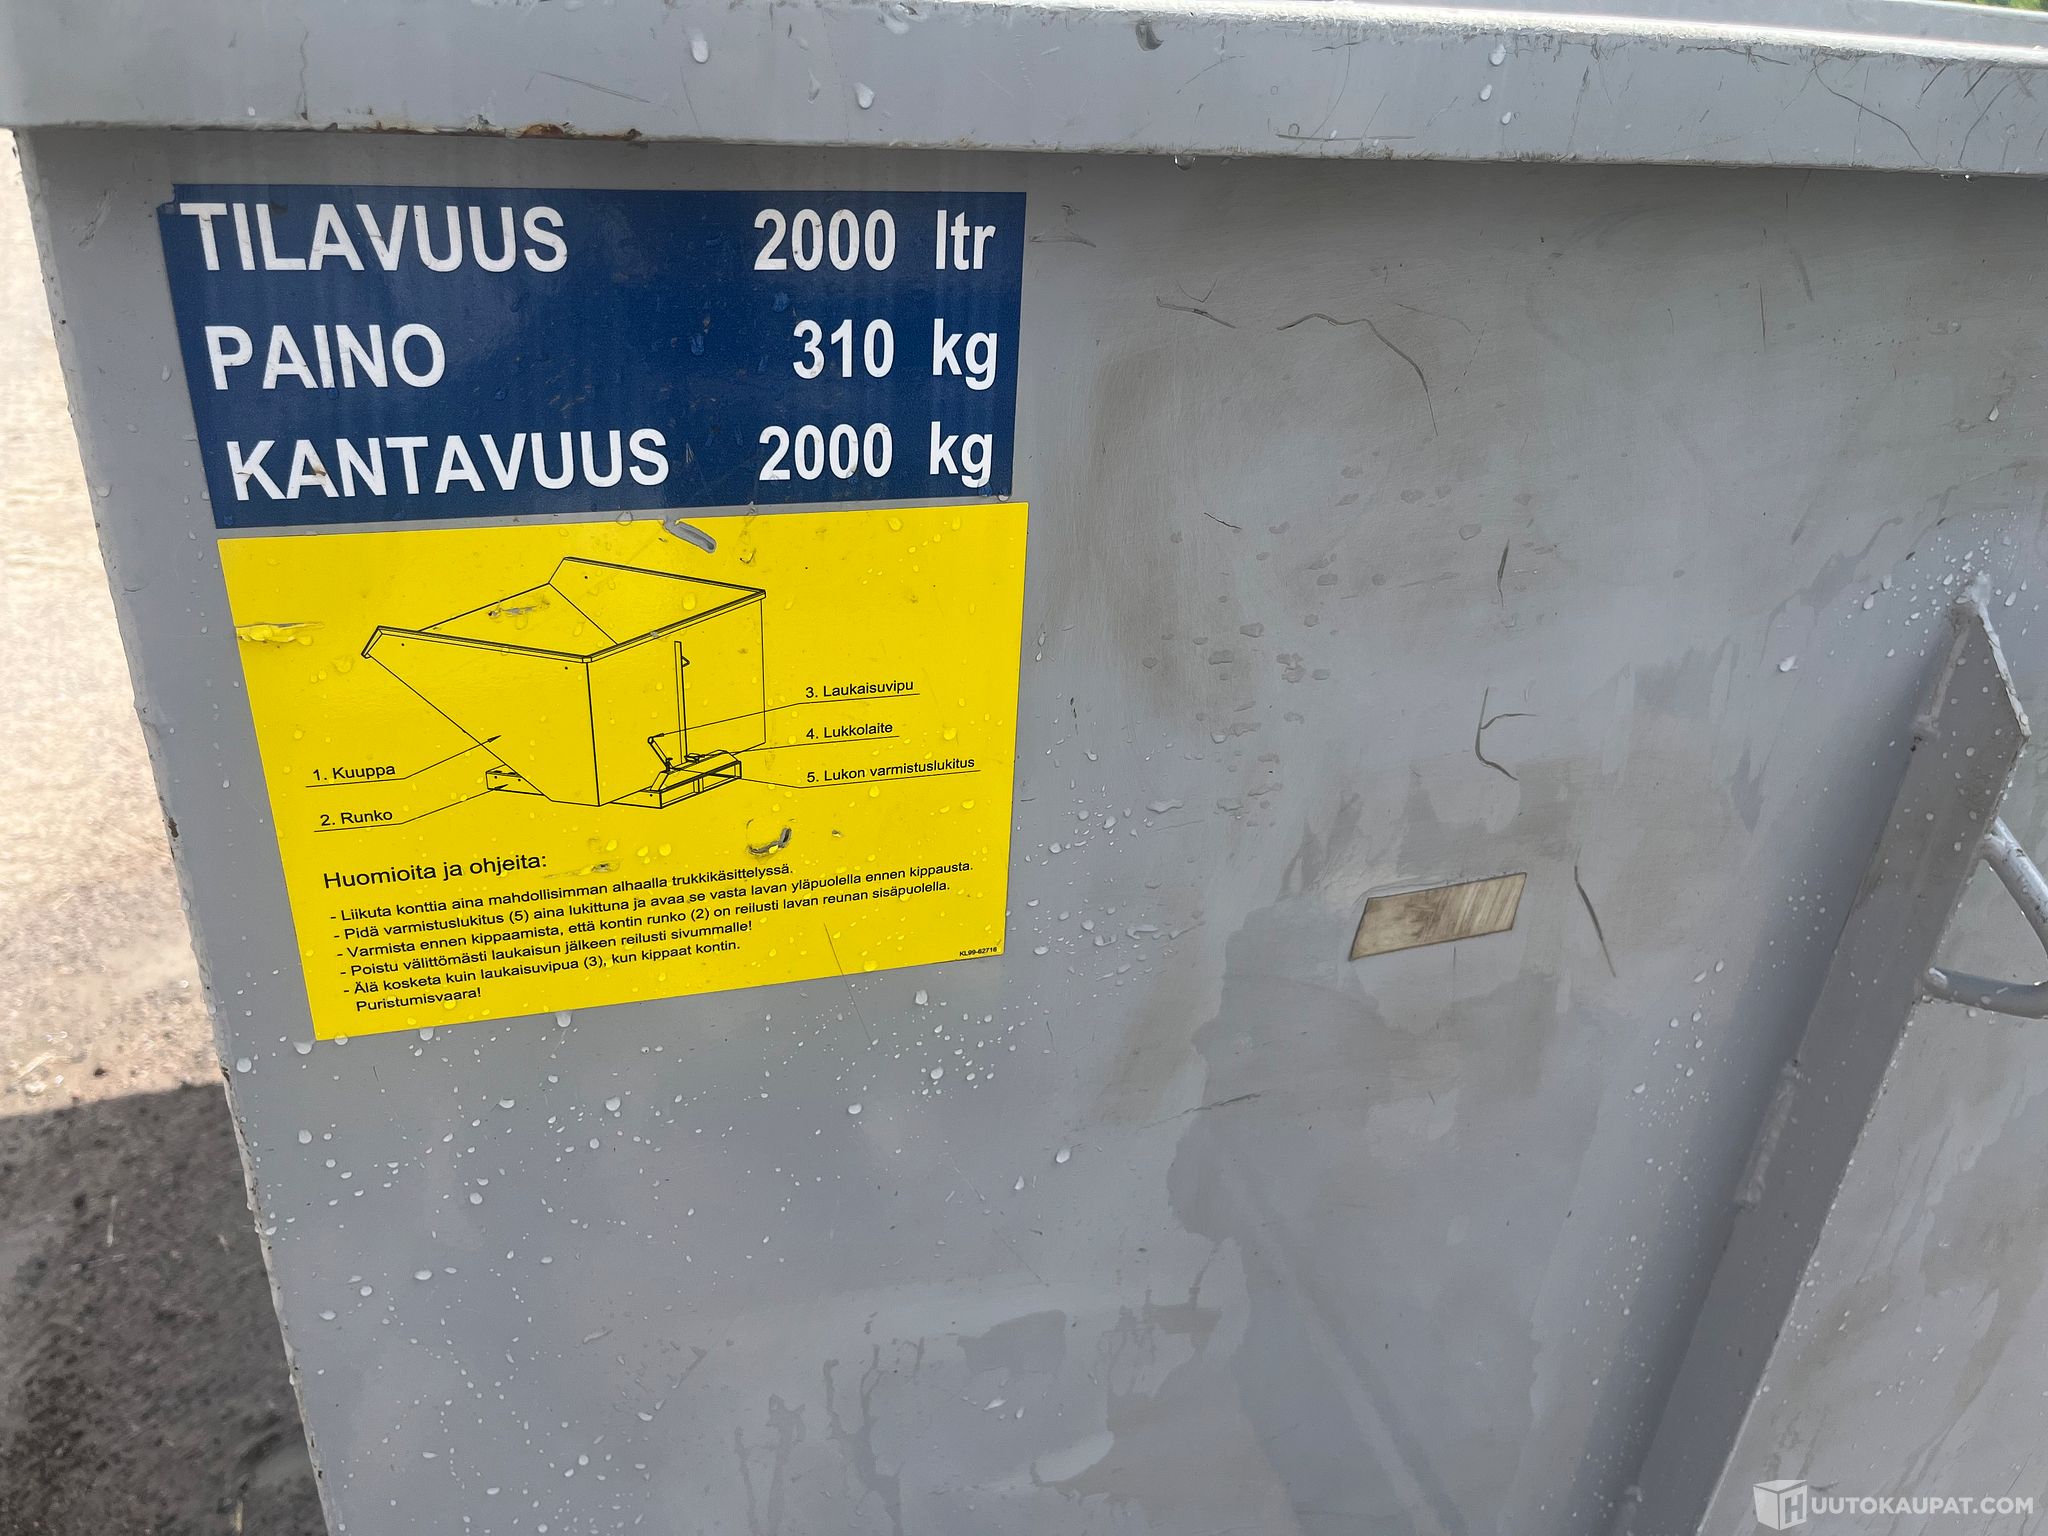 TILAVUUS 2000 ltr
PAINO 310 kg
KANTAVUUS 2000 kg
3. Laukaisuvipu
4. Lukkolaite
1. Kuuppa
5. Lukon varmistuslukitus
2. Runko
Huomioita ja ohjeita:
- Liikuta konttia aina mahdollisimman alhaalla trukkikäsittelyssä.
- Pidä varmistuslukitus (5) aina lukittuna ja avaa se vasta lavan yläpuolella ennen kippausta.
- Varmista ennen kippaamista, että kontin runko (2) on reilusti lavan reunan sisäpuolella.
- Poistu välittömästi laukaisun jälkeen reilusti sivummalle!
- Älä kosketa kuin laukaisuvipua (3), kun kippaat kontin.
Puristumisvaara!
KL99-62716
HUUTOKAUPAT.COM